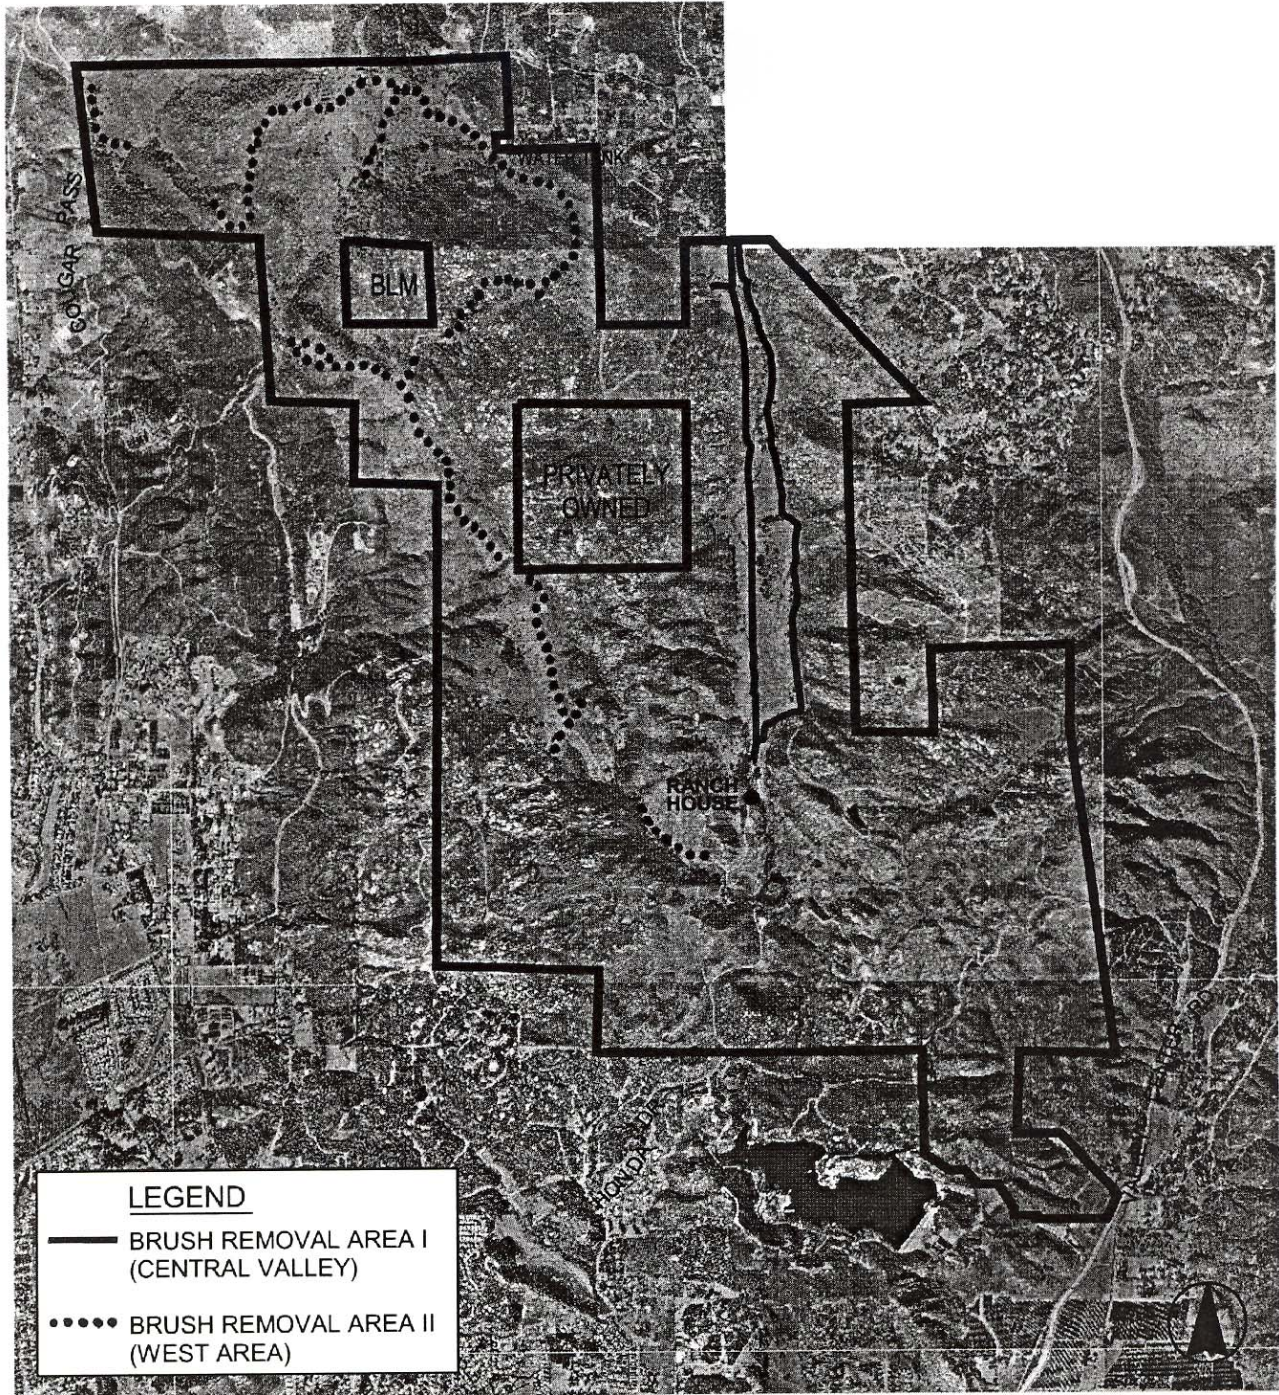 WATER TANK
COUGAR PASS
BLM
PRIVATELY
OWNED
RANCH
HOUSE
LEGEND
BRUSH REMOVAL AREA I
(CENTRAL VALLEY)
BRUSH REMOVAL AREA II
(WEST AREA)